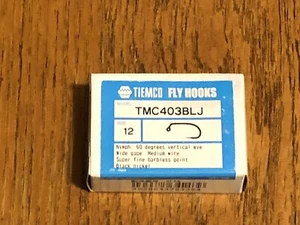 TIEMCO FLY HOOKS
TMC403BLJ
12
Nymph. 60 degrees vertical eye
Wide gape. Medium wire
Super fine barbless point
Black nickel